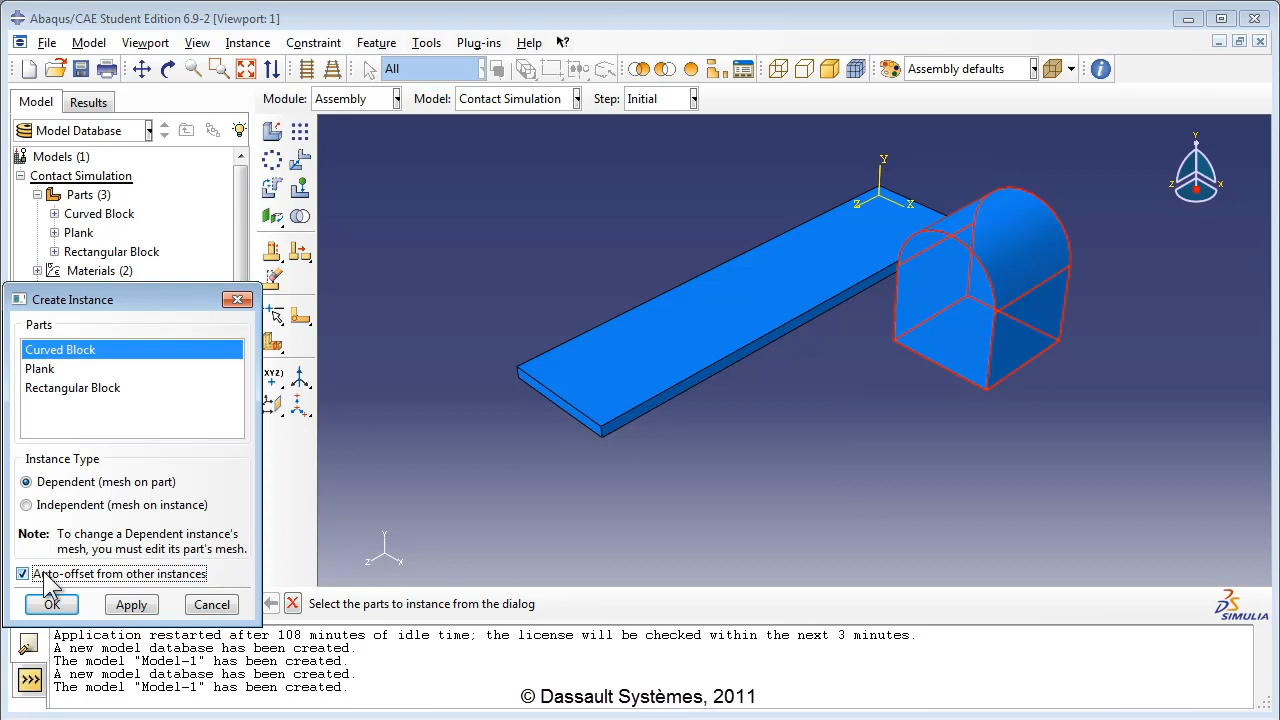 Abaqus/CAE Student Edition 6.9-2 [Viewport: 1]
File Model Viewport View Instance Constraint Feature Tools Plug-ins Help
All
Assembly defaults
Model Results
Module: Assembly Model: Contact Simulation Step: Initial
Model Database
Models (1)
Contact Simulation
Parts (3)
Curved Block
Plank
Rectangular Block
Materials (2)
Create Instance
Parts
Curved Block
Plank
Rectangular Block
Instance Type
Dependent (mesh on part)
Independent (mesh on instance)
Note: To change a Dependent instance's
mesh, you must edit its part's mesh.
Auto-offset from other instances
OK Apply Cancel
(XYZ)
Y
Z X
Y
Z X
Y
Z X
Select the parts to instance from the dialog
DS SIMULIA
Application restarted after 108 minutes of idle time; the license will be checked within the next 3 minutes.
A new model database has been created.
The model "Model-1" has been created.
A new model database has been created.
The model "Model-1" has been created.
>>>
© Dassault Systèmes, 2011